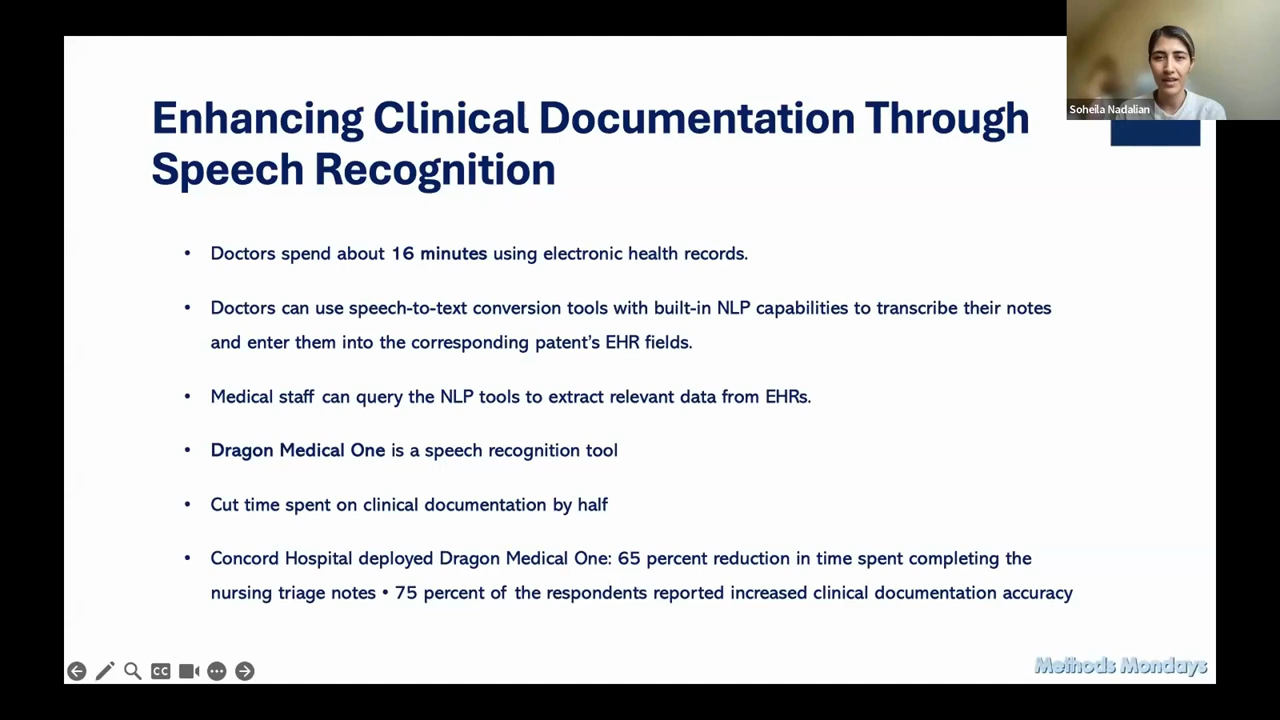 Soheila Nadalian
Enhancing Clinical Documentation Through
Speech Recognition
• Doctors spend about 16 minutes using electronic health records.
• Doctors can use speech-to-text conversion tools with built-in NLP capabilities to transcribe their notes
and enter them into the corresponding patent’s EHR fields.
• Medical staff can query the NLP tools to extract relevant data from EHRs.
• Dragon Medical One is a speech recognition tool
• Cut time spent on clinical documentation by half
• Concord Hospital deployed Dragon Medical One: 65 percent reduction in time spent completing the
nursing triage notes • 75 percent of the respondents reported increased clinical documentation accuracy
CC
Methods Mondays